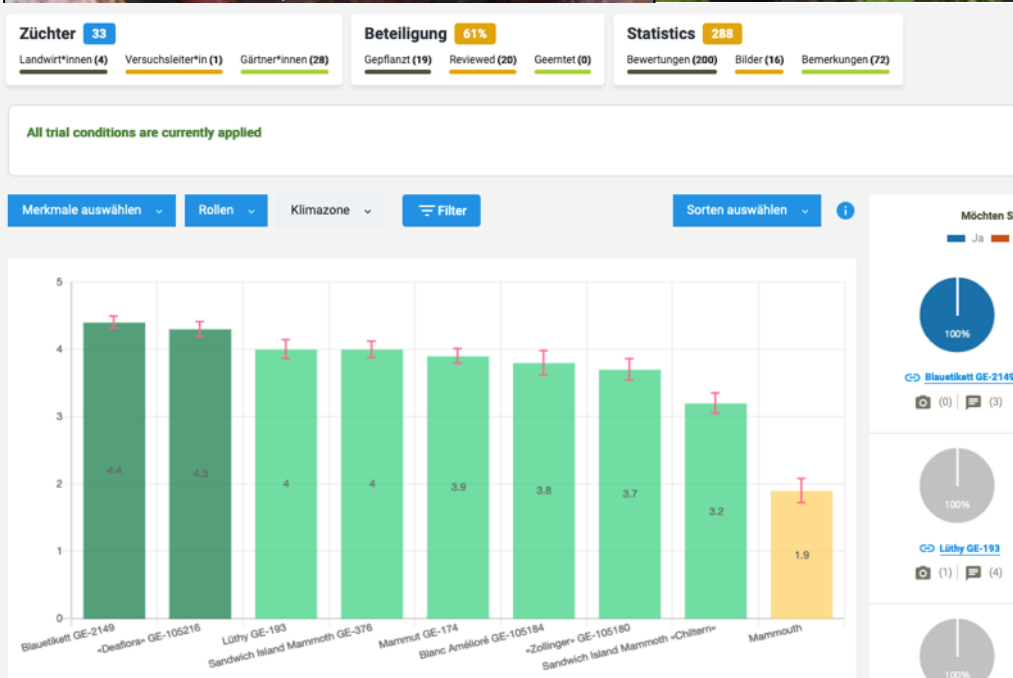 Züchter 33
Landwirt*innen (4) Versuchsleiter*in (1) Gärtner*innen (28)
Beteiligung 61%
Gepflanzt (19) Reviewed (20) Geerntet (0)
Statistics 288
Bewertungen (200) Bilder (16) Bemerkungen (72)
All trial conditions are currently applied
Merkmale auswählen Rollen Klimazone Filter Sorten auswählen i
5
4
3
2
1
0
4.4
4.3
4
4
3.9
3.8
3.7
3.2
1.9
Blauetikett GE-2149
«Deaflora» GE-105216
Lüthy GE-193
Sandwich Island Mammoth GE-376
Mammut GE-174
Blanc Amélioré GE-105184
«Zollinger» GE-105180
Sandwich Island Mammoth «Chiltern»
Mammouth
Möchten S
Ja
100%
Blauetikett GE-2149
(0) (3)
100%
Lüthy GE-193
(1) (4)
100%